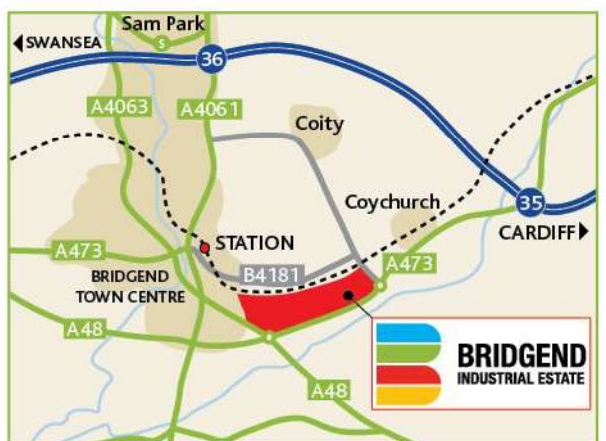 Sam Park
SWANSEA
S
36
A4063
A4061
Coity
Coychurch
35
CARDIFF
STATION
A473
B4181
A473
BRIDGEND
TOWN CENTRE
A48
BRIDGEND
INDUSTRIAL ESTATE
A48